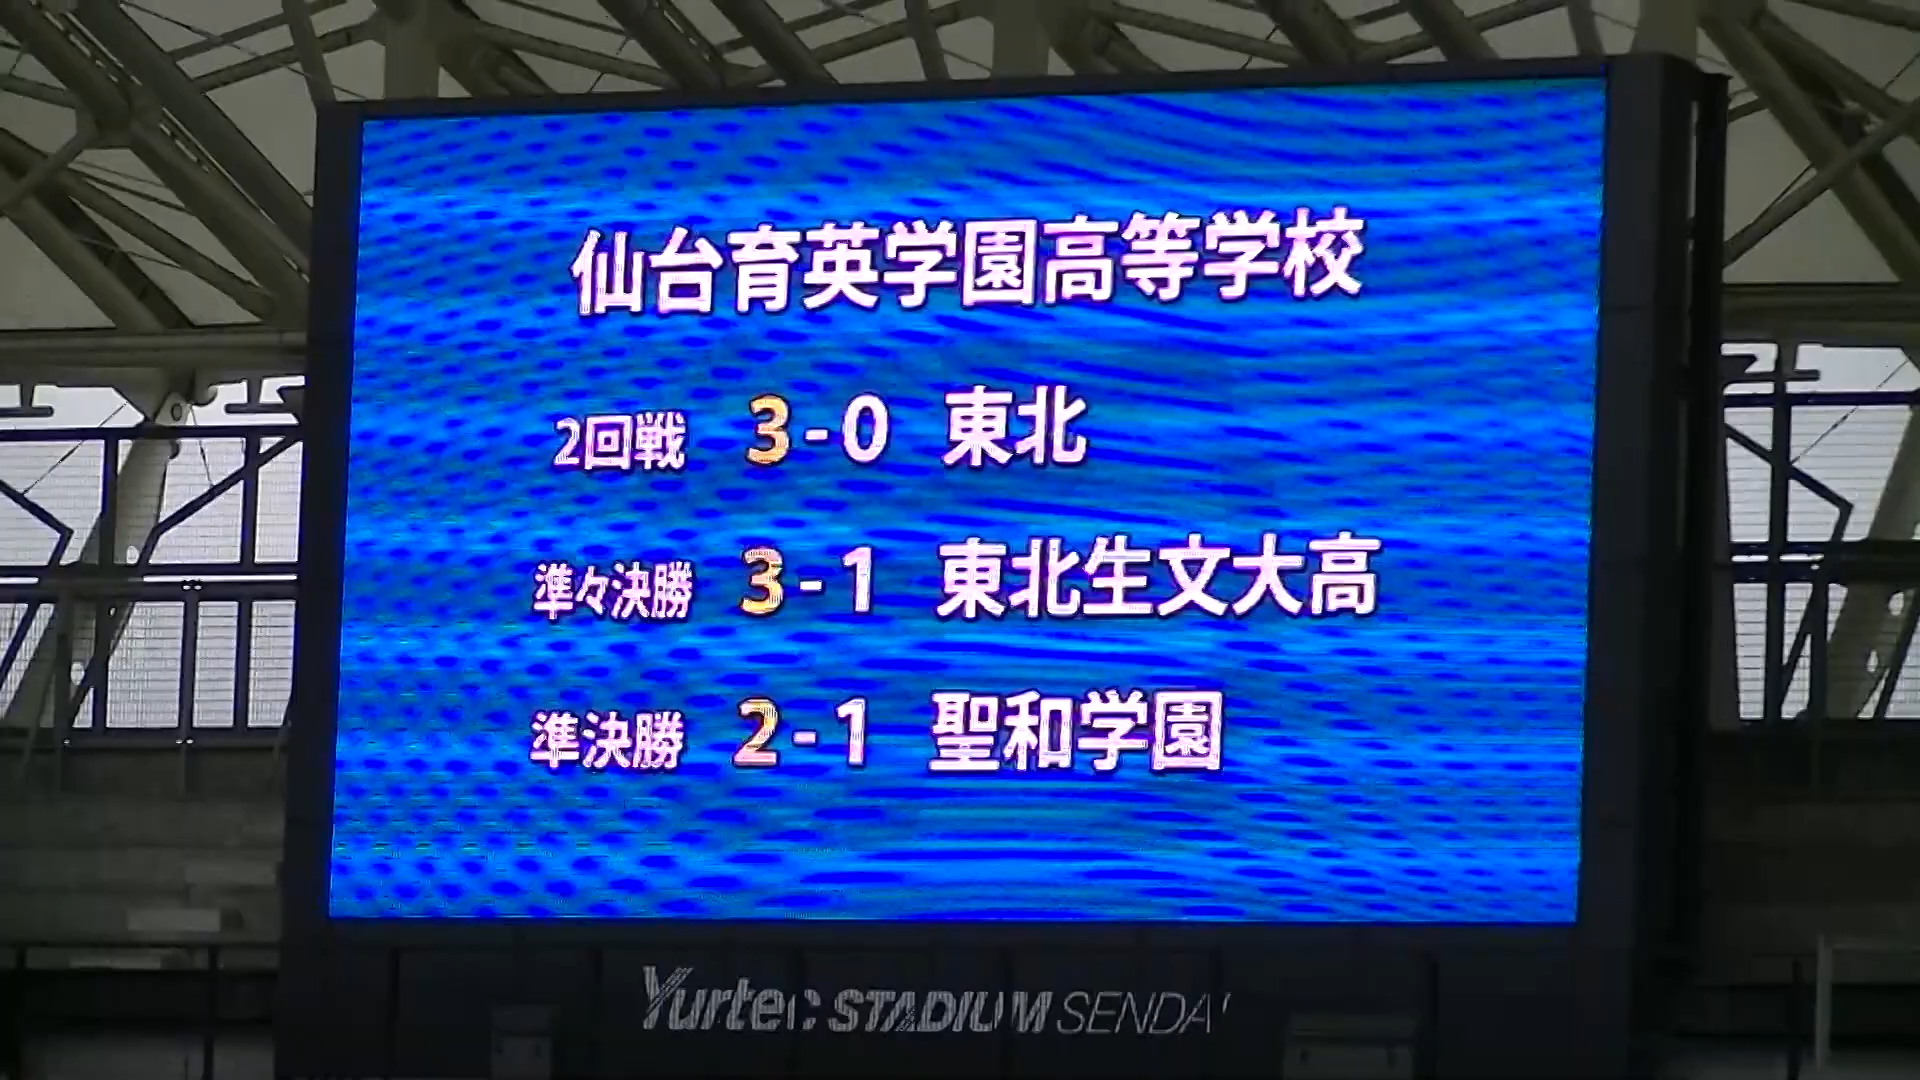 仙台育英学園高等学校
2回戦 3-0 東北
準々決勝 3-1 東北生文大高
準決勝 2-1 聖和学園
Yurtec STADIUM SENDAI